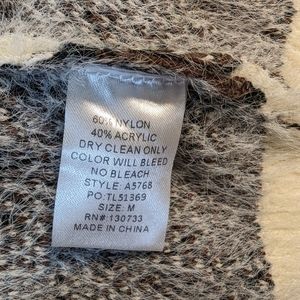 60% NYLON
40% ACRYLIC
DRY CLEAN ONLY
COLOR WILL BLEED
NO BLEACH
STYLE: A5768
PO:TL51369
SIZE: M
RN#:130733
MADE IN CHINA